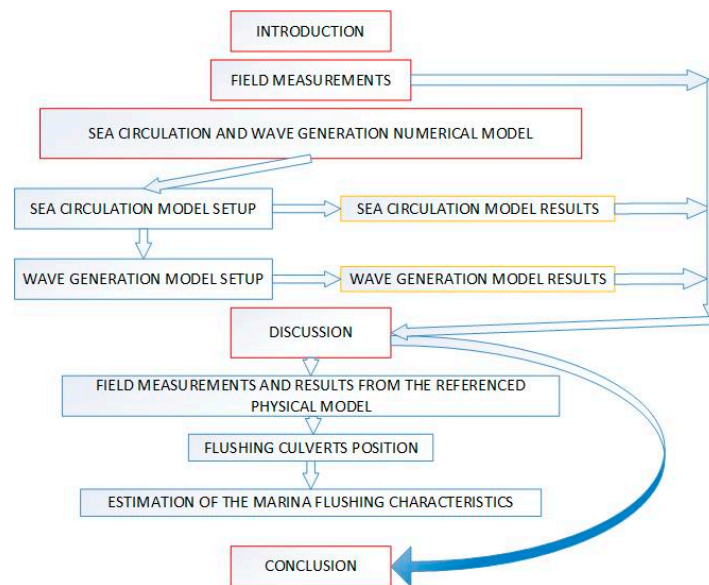 INTRODUCTION
FIELD MEASUREMENTS
SEA CIRCULATION AND WAVE GENERATION NUMERICAL MODEL
SEA CIRCULATION MODEL SETUP
SEA CIRCULATION MODEL RESULTS
WAVE GENERATION MODEL SETUP
WAVE GENERATION MODEL RESULTS
DISCUSSION
FIELD MEASUREMENTS AND RESULTS FROM THE REFERENCED
PHYSICAL MODEL
FLUSHING CULVERTS POSITION
ESTIMATION OF THE MARINA FLUSHING CHARACTERISTICS
CONCLUSION